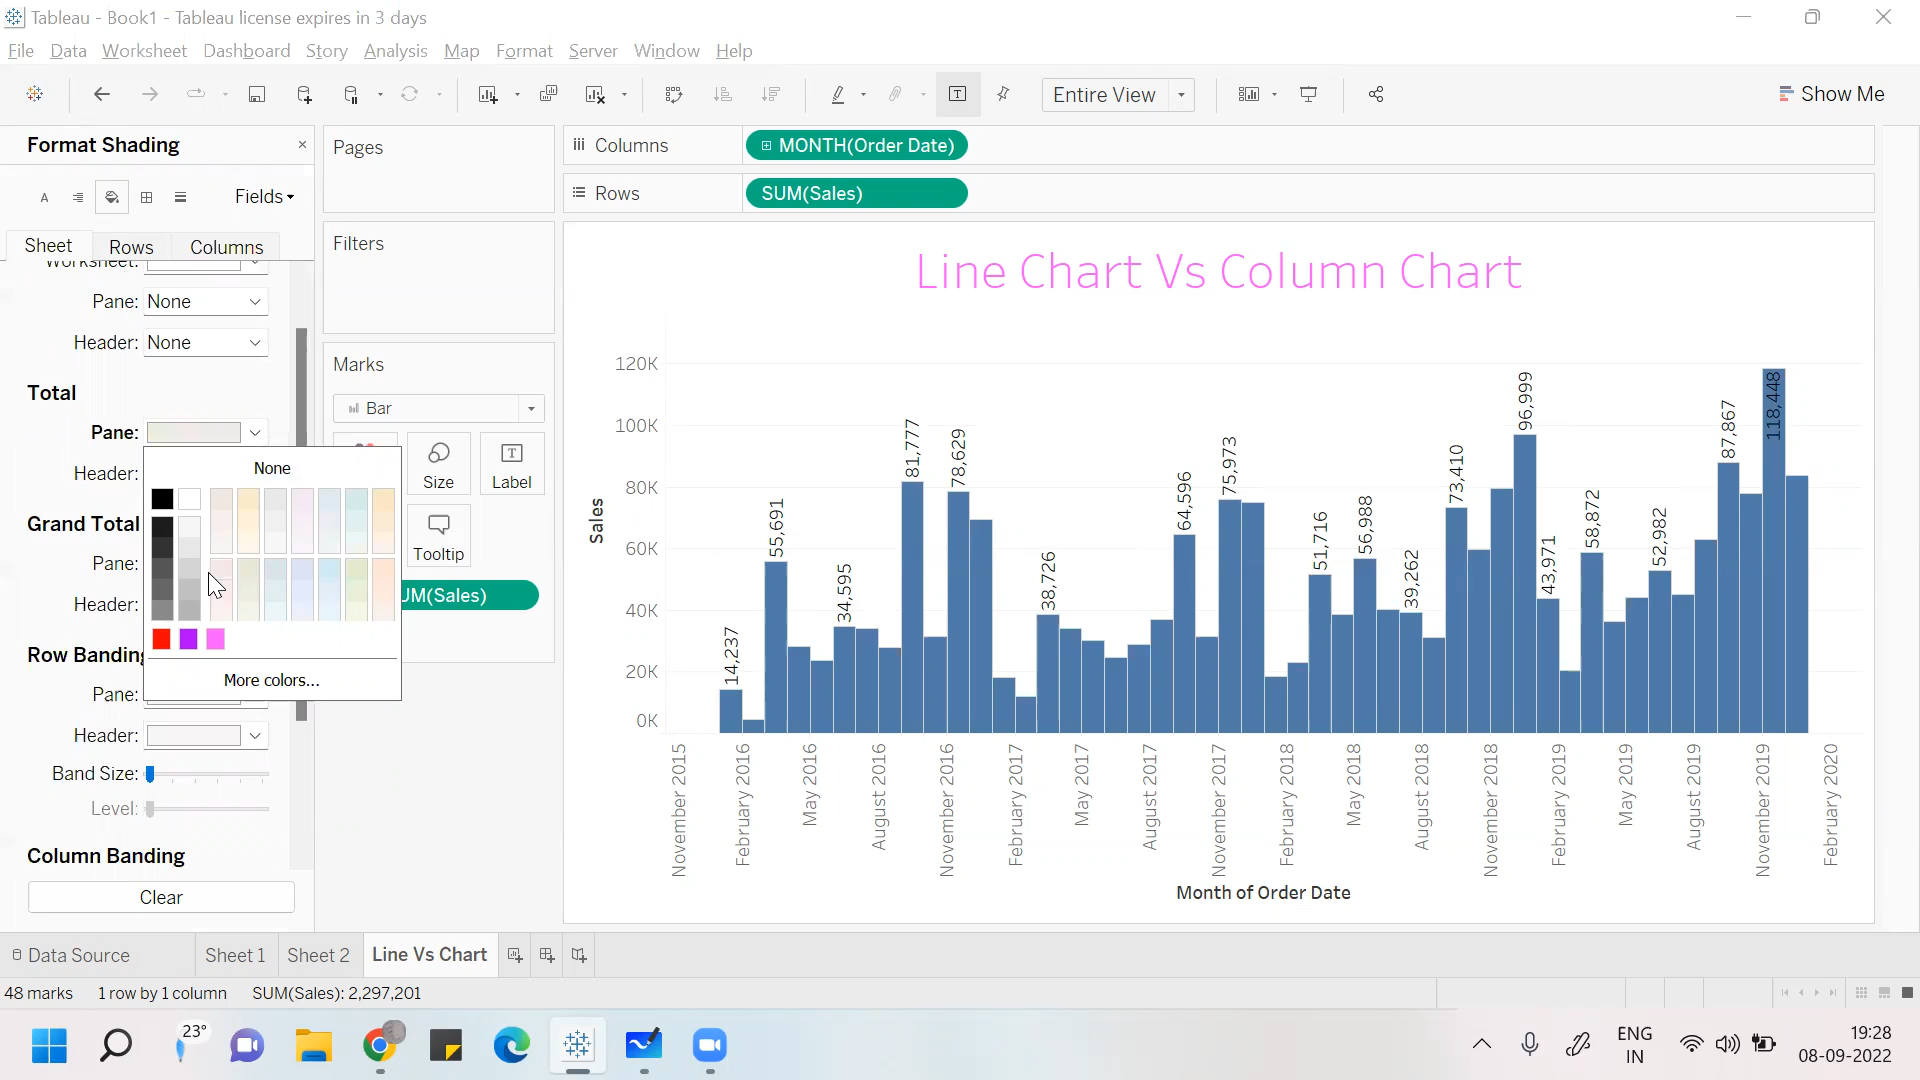 Tableau - Book1 - Tableau license expires in 3 days
File Data Worksheet Dashboard Story Analysis Map Format Server Window Help
Entire View
Show Me
Format Shading
Fields
Sheet Rows Columns
Worksheet:
Pane: None
Header: None
Total
Pane:
Header:
Grand Total
Pane:
Header:
Row Banding
Pane:
Header:
Band Size:
Level:
Column Banding
Clear
None
More colors...
Pages
Filters
Marks
Bar
Size
Label
Tooltip
UM(Sales)
Columns
MONTH(Order Date)
Rows
SUM(Sales)
Line Chart Vs Column Chart
Sales
120K
100K
80K
60K
40K
20K
0K
14,237
55,691
34,595
81,777
78,629
38,726
64,596
75,973
51,716
56,988
39,262
73,410
96,999
43,971
58,872
52,982
87,867
118,448
November 2015
February 2016
May 2016
August 2016
November 2016
February 2017
May 2017
August 2017
November 2017
February 2018
May 2018
August 2018
November 2018
February 2019
May 2019
August 2019
November 2019
February 2020
Month of Order Date
Data Source Sheet 1 Sheet 2 Line Vs Chart
48 marks 1 row by 1 column SUM(Sales): 2,297,201
23°
ENG
IN
19:28
08-09-2022